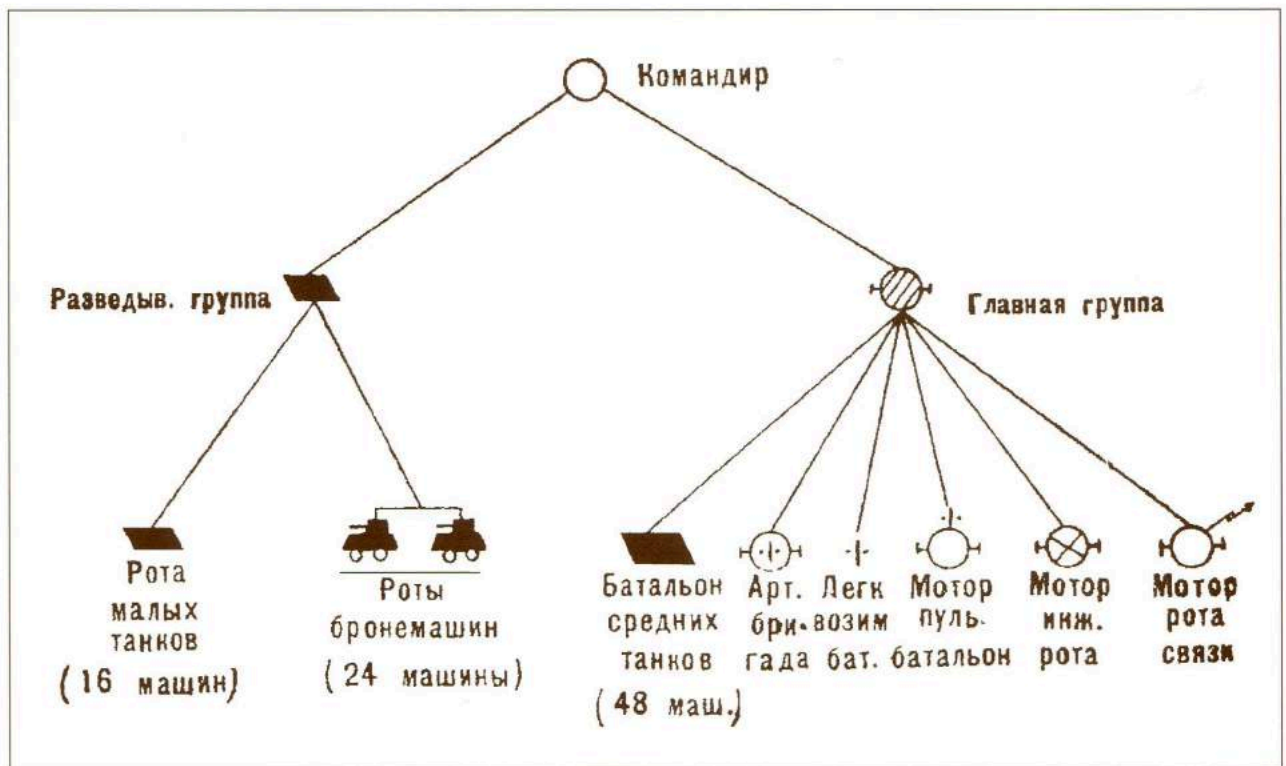 Командир
Разведыв. группа
Главная группа
Рота
малых
танков
(16 машин)
Роты
бронемашин
(24 машины)
Батальон
средних
танков
(48 маш.)
Арт.
бри-
гада
Легк
возим
бат.
Мотор
пуль.
батальон
Мотор
инж.
рота
Мотор
рота
связи